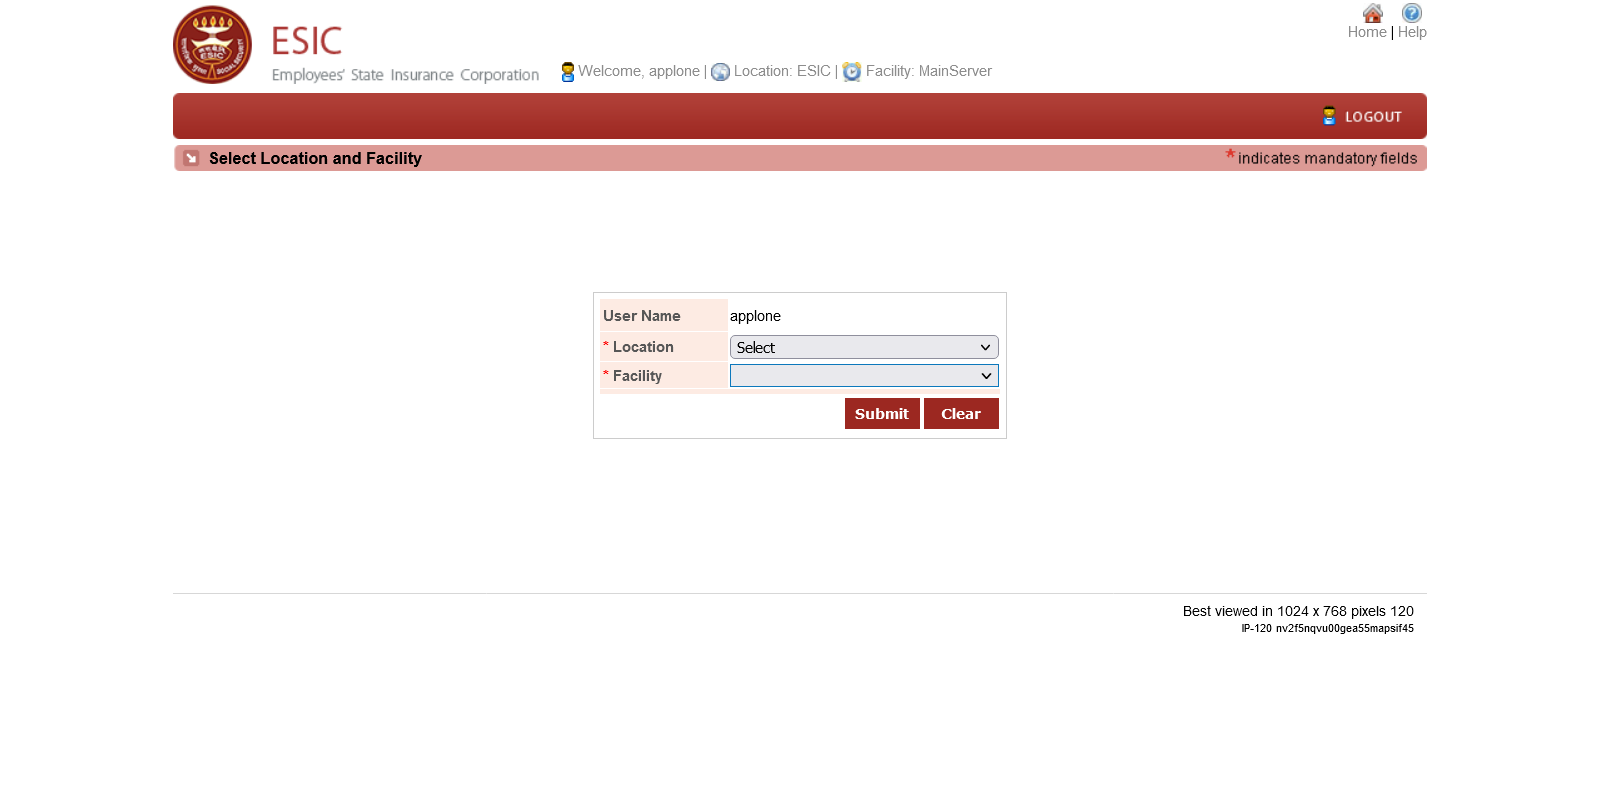 Home | Help
ESIC
Employees' State Insurance Corporation
Welcome, applone | Location: ESIC | Facility: MainServer
LOGOUT
Select Location and Facility
*indicates mandatory fields
User Name applone
* Location Select
* Facility
Submit Clear
Best viewed in 1024 x 768 pixels 120
IP-120 nv2f5nqvu00gea55mapsif45